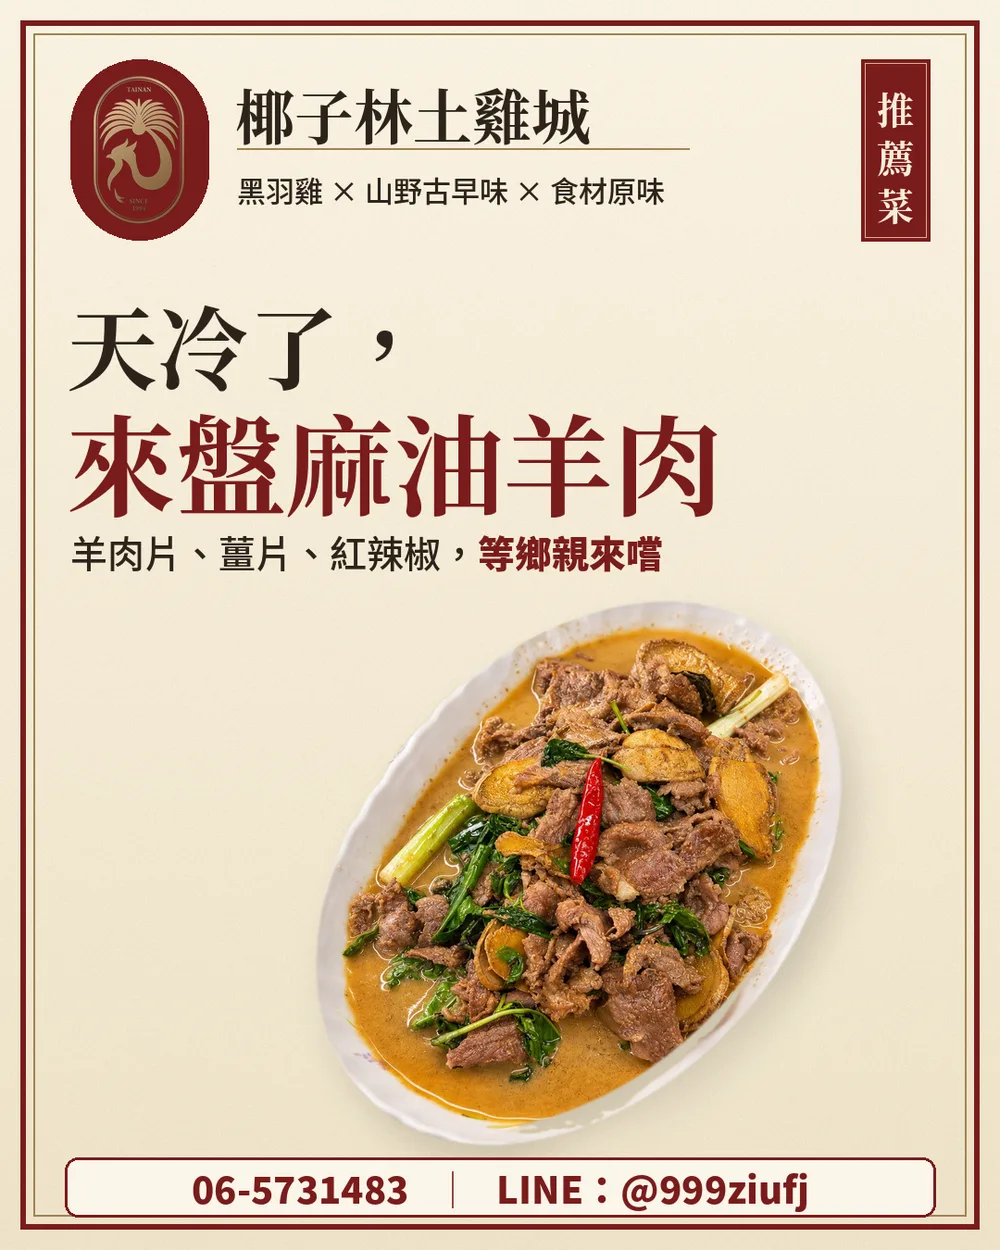 TAINAN
SINCE
1994
椰子林土雞城
黑羽雞 × 山野古早味 × 食材原味
推薦菜
天冷了，
來盤麻油羊肉
羊肉片、薑片、紅辣椒，等鄉親來嚐
06-5731483
LINE：@999ziufj